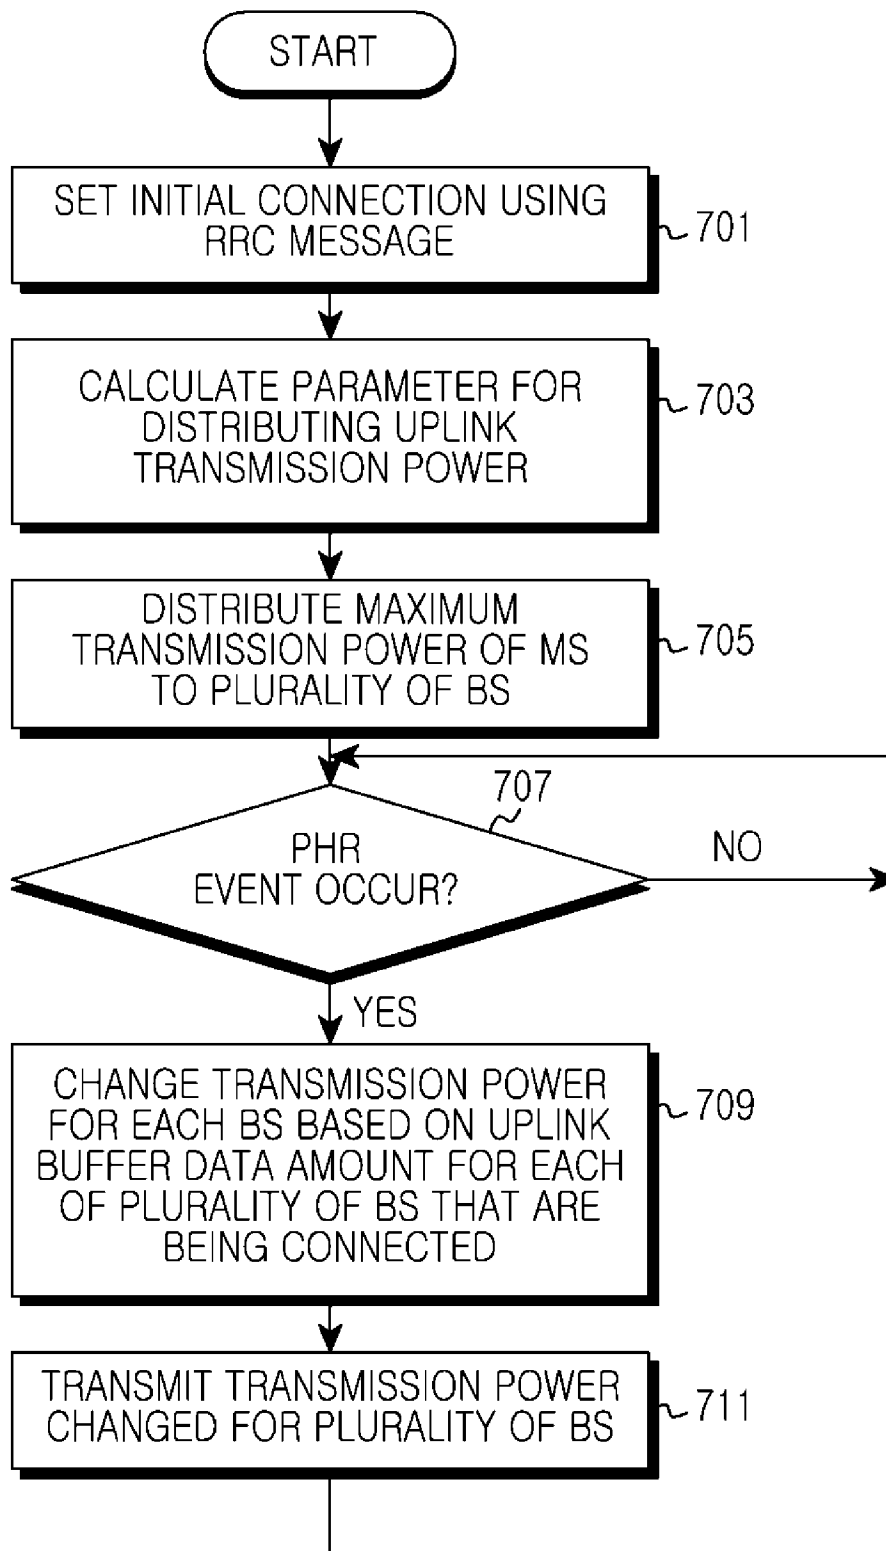 START
SET INITIAL CONNECTION USING
RRC MESSAGE
701
CALCULATE PARAMETER FOR
DISTRIBUTING UPLINK
TRANSMISSION POWER
703
DISTRIBUTE MAXIMUM
TRANSMISSION POWER OF MS
TO PLURALITY OF BS
705
707
PHR
EVENT OCCUR?
NO
YES
CHANGE TRANSMISSION POWER
FOR EACH BS BASED ON UPLINK
BUFFER DATA AMOUNT FOR EACH
OF PLURALITY OF BS THAT ARE
BEING CONNECTED
709
TRANSMIT TRANSMISSION POWER
CHANGED FOR PLURALITY OF BS
711